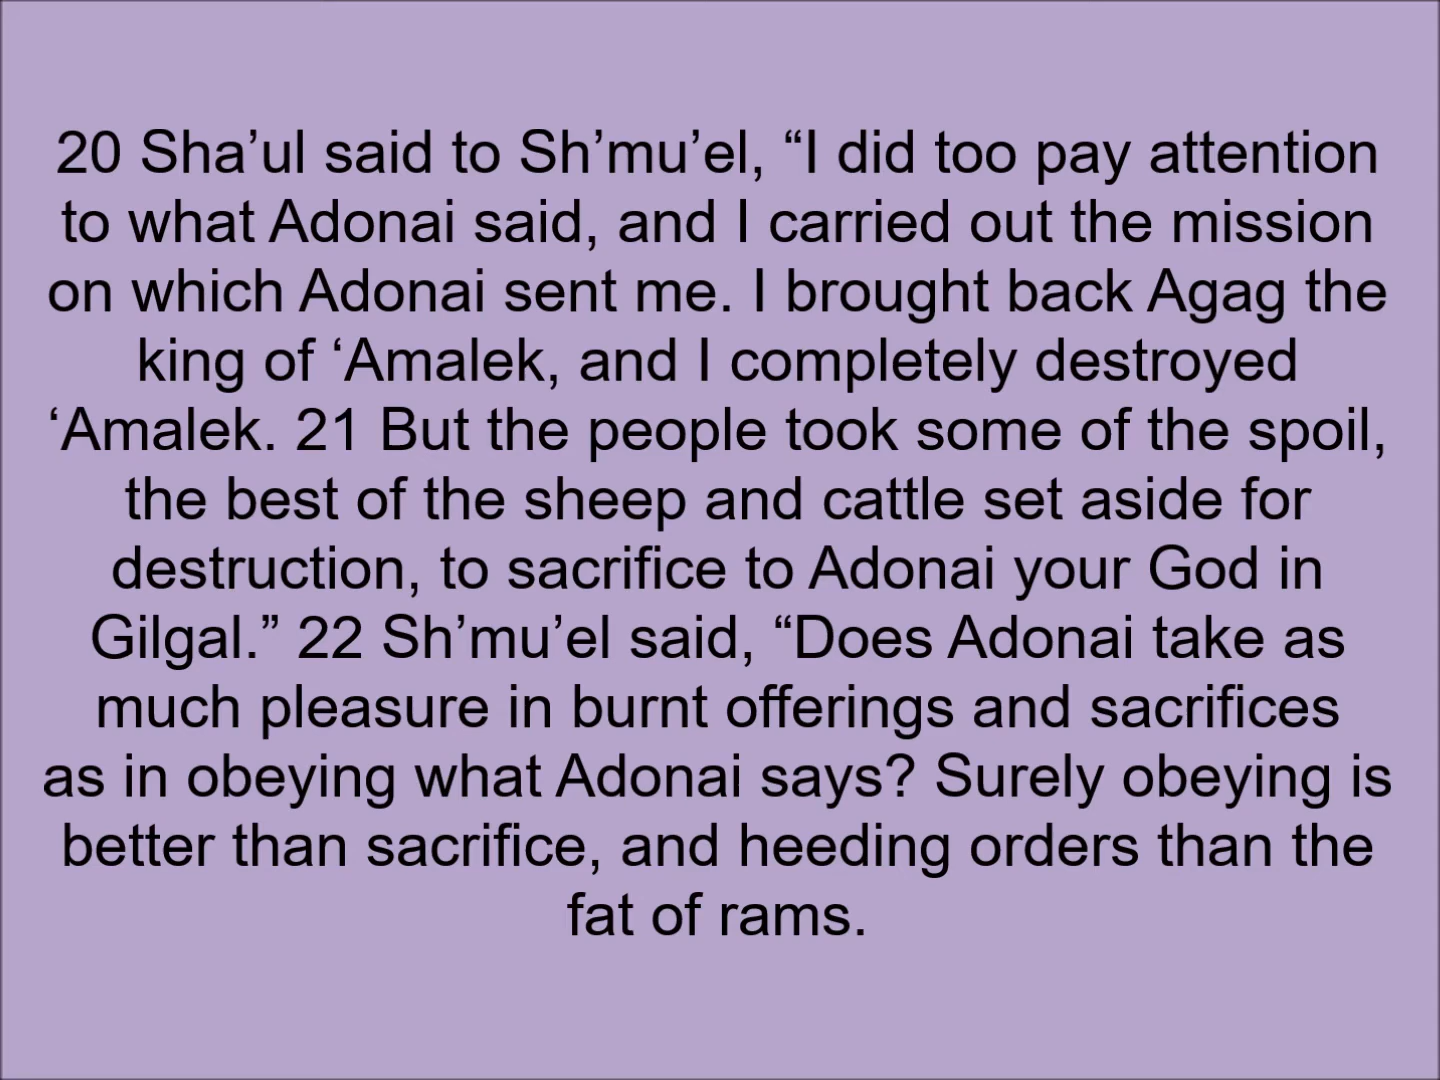 20 Sha’ul said to Sh’mu’el, “I did too pay attention
to what Adonai said, and I carried out the mission
on which Adonai sent me. I brought back Agag the
king of ‘Amalek, and I completely destroyed
‘Amalek. 21 But the people took some of the spoil,
the best of the sheep and cattle set aside for
destruction, to sacrifice to Adonai your God in
Gilgal.” 22 Sh’mu’el said, “Does Adonai take as
much pleasure in burnt offerings and sacrifices
as in obeying what Adonai says? Surely obeying is
better than sacrifice, and heeding orders than the
fat of rams.